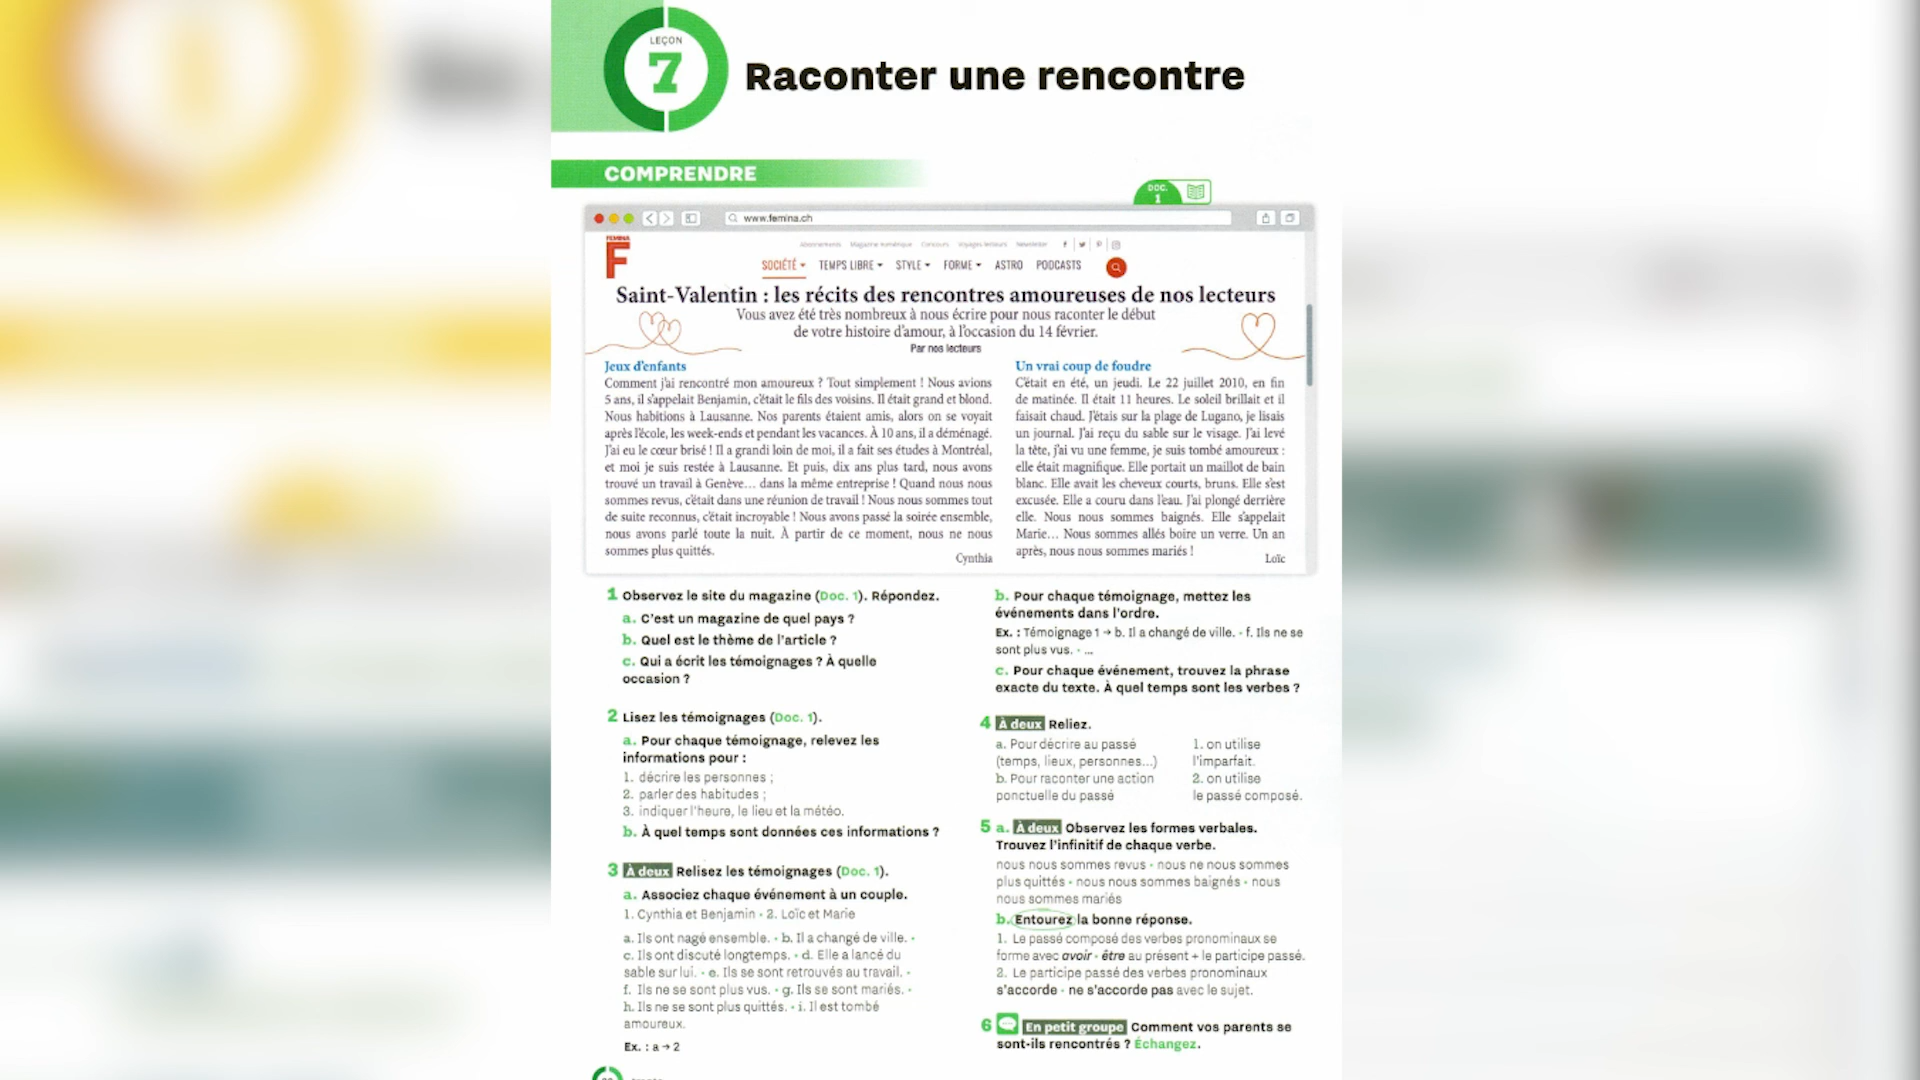 LEÇON
7
Raconter une rencontre
COMPRENDRE
DOC.
1
www.femina.ch
FEMINA
F
Abonnements Magazine numérique Concours Voyages lecteurs Newsletter
SOCIÉTÉ TEMPS LIBRE STYLE FORME ASTRO PODCASTS
Saint-Valentin : les récits des rencontres amoureuses de nos lecteurs
Vous avez été très nombreux à nous écrire pour nous raconter le début
de votre histoire d'amour, à l'occasion du 14 février.
Par nos lecteurs
Jeux d'enfants
Comment j'ai rencontré mon amoureux ? Tout simplement ! Nous avions
5 ans, il s'appelait Benjamin, c'était le fils des voisins. Il était grand et blond.
Nous habitions à Lausanne. Nos parents étaient amis, alors on se voyait
après l'école, les week-ends et pendant les vacances. À 10 ans, il a déménagé.
J'ai eu le cœur brisé ! Il a grandi loin de moi, il a fait ses études à Montréal,
et moi je suis restée à Lausanne. Et puis, dix ans plus tard, nous avons
trouvé un travail à Genève... dans la même entreprise ! Quand nous nous
sommes revus, c'était dans une réunion de travail ! Nous nous sommes tout
de suite reconnus, c'était incroyable ! Nous avons passé la soirée ensemble,
nous avons parlé toute la nuit. À partir de ce moment, nous ne nous
sommes plus quittés.
Cynthia
Un vrai coup de foudre
C'était en été, un jeudi. Le 22 juillet 2010, en fin
de matinée. Il était 11 heures. Le soleil brillait et il
faisait chaud. J'étais sur la plage de Lugano, je lisais
un journal. J'ai reçu du sable sur le visage. J'ai levé
la tête, j'ai vu une femme, je suis tombé amoureux :
elle était magnifique. Elle portait un maillot de bain
blanc. Elle avait les cheveux courts, bruns. Elle s'est
excusée. Elle a couru dans l'eau. J'ai plongé derrière
elle. Nous nous sommes baignés. Elle s'appelait
Marie... Nous sommes allés boire un verre. Un an
après, nous nous sommes mariés !
Loïc
1 Observez le site du magazine (Doc. 1). Répondez.
a. C'est un magazine de quel pays ?
b. Quel est le thème de l'article ?
c. Qui a écrit les témoignages ? À quelle
occasion ?
2 Lisez les témoignages (Doc. 1).
a. Pour chaque témoignage, relevez les
informations pour :
1. décrire les personnes ;
2. parler des habitudes ;
3. indiquer l'heure, le lieu et la météo.
b. À quel temps sont données ces informations ?
3 À deux Relisez les témoignages (Doc. 1).
a. Associez chaque événement à un couple.
1. Cynthia et Benjamin • 2. Loïc et Marie
a. Ils ont nagé ensemble. • b. Il a changé de ville. •
c. Ils ont discuté longtemps. • d. Elle a lancé du
sable sur lui. • e. Ils se sont retrouvés au travail. •
f. Ils ne se sont plus vus. • g. Ils se sont mariés. •
h. Ils ne se sont plus quittés. • i. Il est tombé
amoureux.
Ex. : a → 2
b. Pour chaque témoignage, mettez les
événements dans l'ordre.
Ex. : Témoignage 1 → b. Il a changé de ville. • f. Ils ne se
sont plus vus. • ...
c. Pour chaque événement, trouvez la phrase
exacte du texte. À quel temps sont les verbes ?
4 À deux Reliez.
a. Pour décrire au passé
(temps, lieux, personnes...)
b. Pour raconter une action
ponctuelle du passé
1. on utilise
l'imparfait.
2. on utilise
le passé composé.
5 a. À deux Observez les formes verbales.
Trouvez l'infinitif de chaque verbe.
nous nous sommes revus • nous ne nous sommes
plus quittés • nous nous sommes baignés • nous
nous sommes mariés
b. Entourez la bonne réponse.
1. Le passé composé des verbes pronominaux se
forme avec avoir • être au présent + le participe passé.
2. Le participe passé des verbes pronominaux
s'accorde • ne s'accorde pas avec le sujet.
6 En petit groupe Comment vos parents se
sont-ils rencontrés ? Échangez.